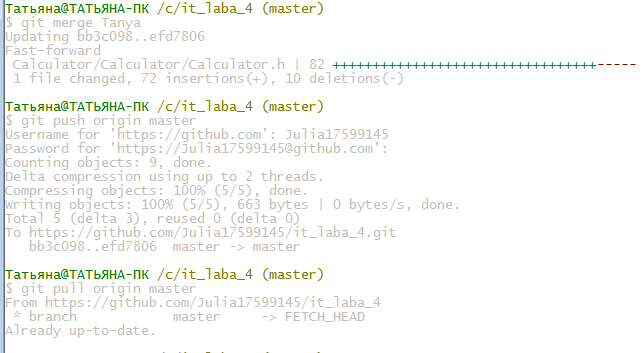 Татьяна@ТАТЬЯНА-ПК /c/it_laba_4 (master)
$ git merge Tanya
Updating bb3c098..efd7806
Fast-forward
 Calculator/Calculator/Calculator.h | 82 +++++++++++++++++++++++++++++++++-----
 1 file changed, 72 insertions(+), 10 deletions(-)
Татьяна@ТАТЬЯНА-ПК /c/it_laba_4 (master)
$ git push origin master
Username for 'https://github.com': Julia17599145
Password for 'https://Julia17599145@github.com':
Counting objects: 9, done.
Delta compression using up to 2 threads.
Compressing objects: 100% (5/5), done.
Writing objects: 100% (5/5), 663 bytes | 0 bytes/s, done.
Total 5 (delta 3), reused 0 (delta 0)
To https://github.com/Julia17599145/it_laba_4.git
   bb3c098..efd7806  master -> master
Татьяна@ТАТЬЯНА-ПК /c/it_laba_4 (master)
$ git pull origin master
From https://github.com/Julia17599145/it_laba_4
 * branch            master     -> FETCH_HEAD
Already up-to-date.